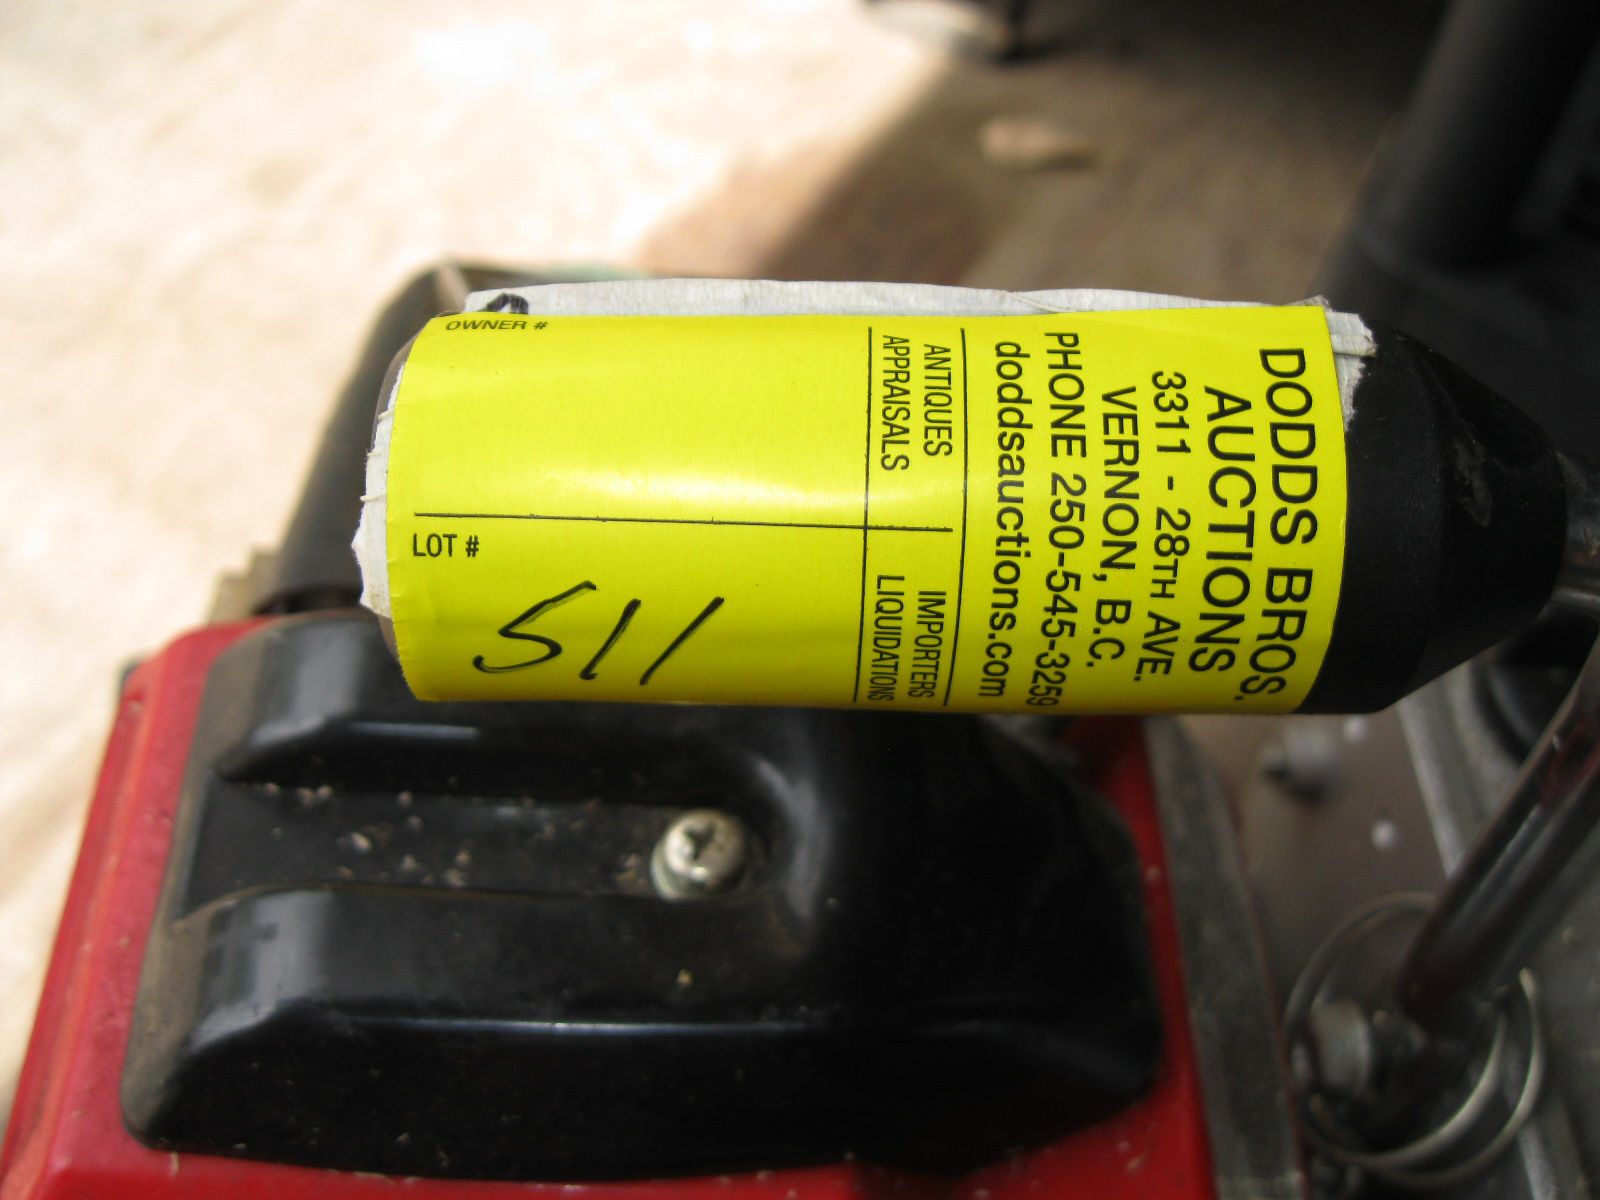 DODDS BROS.
AUCTIONS
3311 - 28TH AVE.
VERNON, B.C.
PHONE 250-545-3259
doddsauctions.com
ANTIQUES
APPRAISALS
IMPORTERS
LIQUIDATIONS
OWNER #
LOT #
511